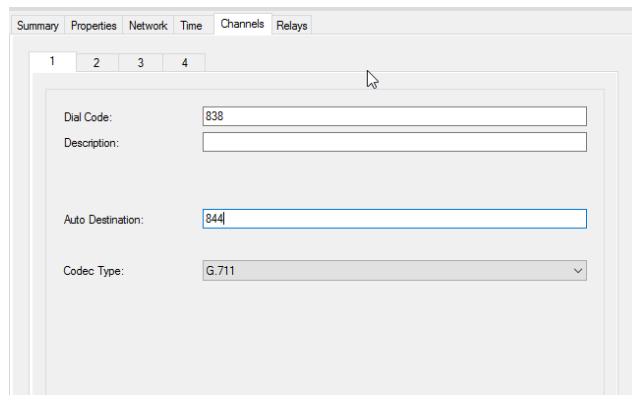 Summary Properties Network Time Channels Relays
1 2 3 4
Dial Code: 838
Description:
Auto Destination: 844
Codec Type: G.711